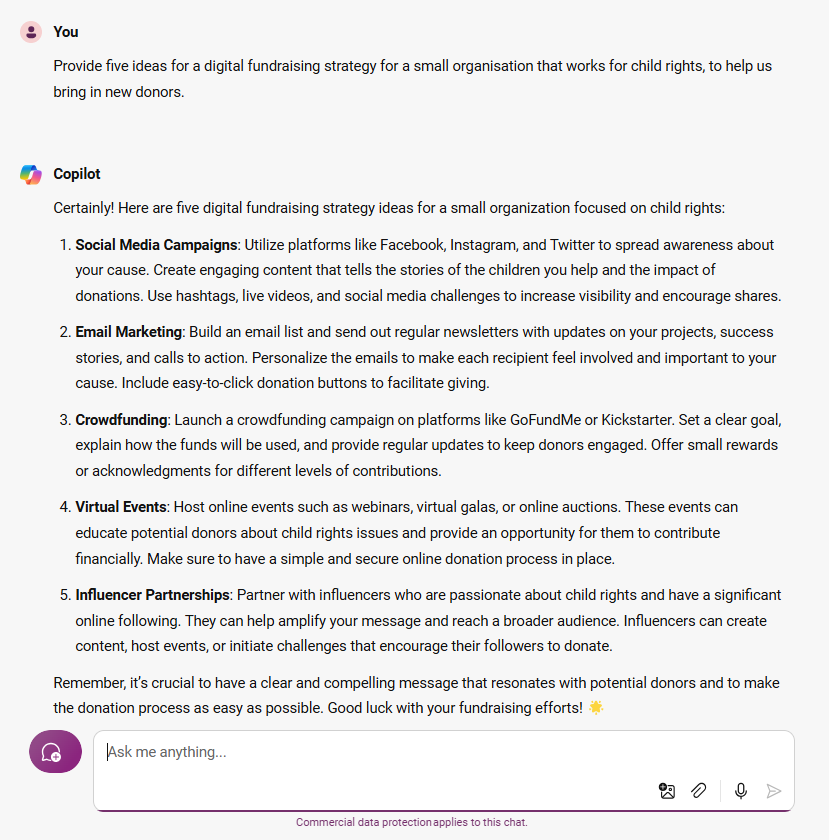 You
Provide five ideas for a digital fundraising strategy for a small organisation that works for child rights, to help us
bring in new donors.
Copilot
Certainly! Here are five digital fundraising strategy ideas for a small organization focused on child rights:
1. Social Media Campaigns: Utilize platforms like Facebook, Instagram, and Twitter to spread awareness about
your cause. Create engaging content that tells the stories of the children you help and the impact of
donations. Use hashtags, live videos, and social media challenges to increase visibility and encourage shares.
2. Email Marketing: Build an email list and send out regular newsletters with updates on your projects, success
stories, and calls to action. Personalize the emails to make each recipient feel involved and important to your
cause. Include easy-to-click donation buttons to facilitate giving.
3. Crowdfunding: Launch a crowdfunding campaign on platforms like GoFundMe or Kickstarter. Set a clear goal,
explain how the funds will be used, and provide regular updates to keep donors engaged. Offer small rewards
or acknowledgments for different levels of contributions.
4. Virtual Events: Host online events such as webinars, virtual galas, or online auctions. These events can
educate potential donors about child rights issues and provide an opportunity for them to contribute
financially. Make sure to have a simple and secure online donation process in place.
5. Influencer Partnerships: Partner with influencers who are passionate about child rights and have a significant
online following. They can help amplify your message and reach a broader audience. Influencers can create
content, host events, or initiate challenges that encourage their followers to donate.
Remember, it's crucial to have a clear and compelling message that resonates with potential donors and to make
the donation process as easy as possible. Good luck with your fundraising efforts! 🌟
Ask me anything...
Commercial data protection applies to this chat.